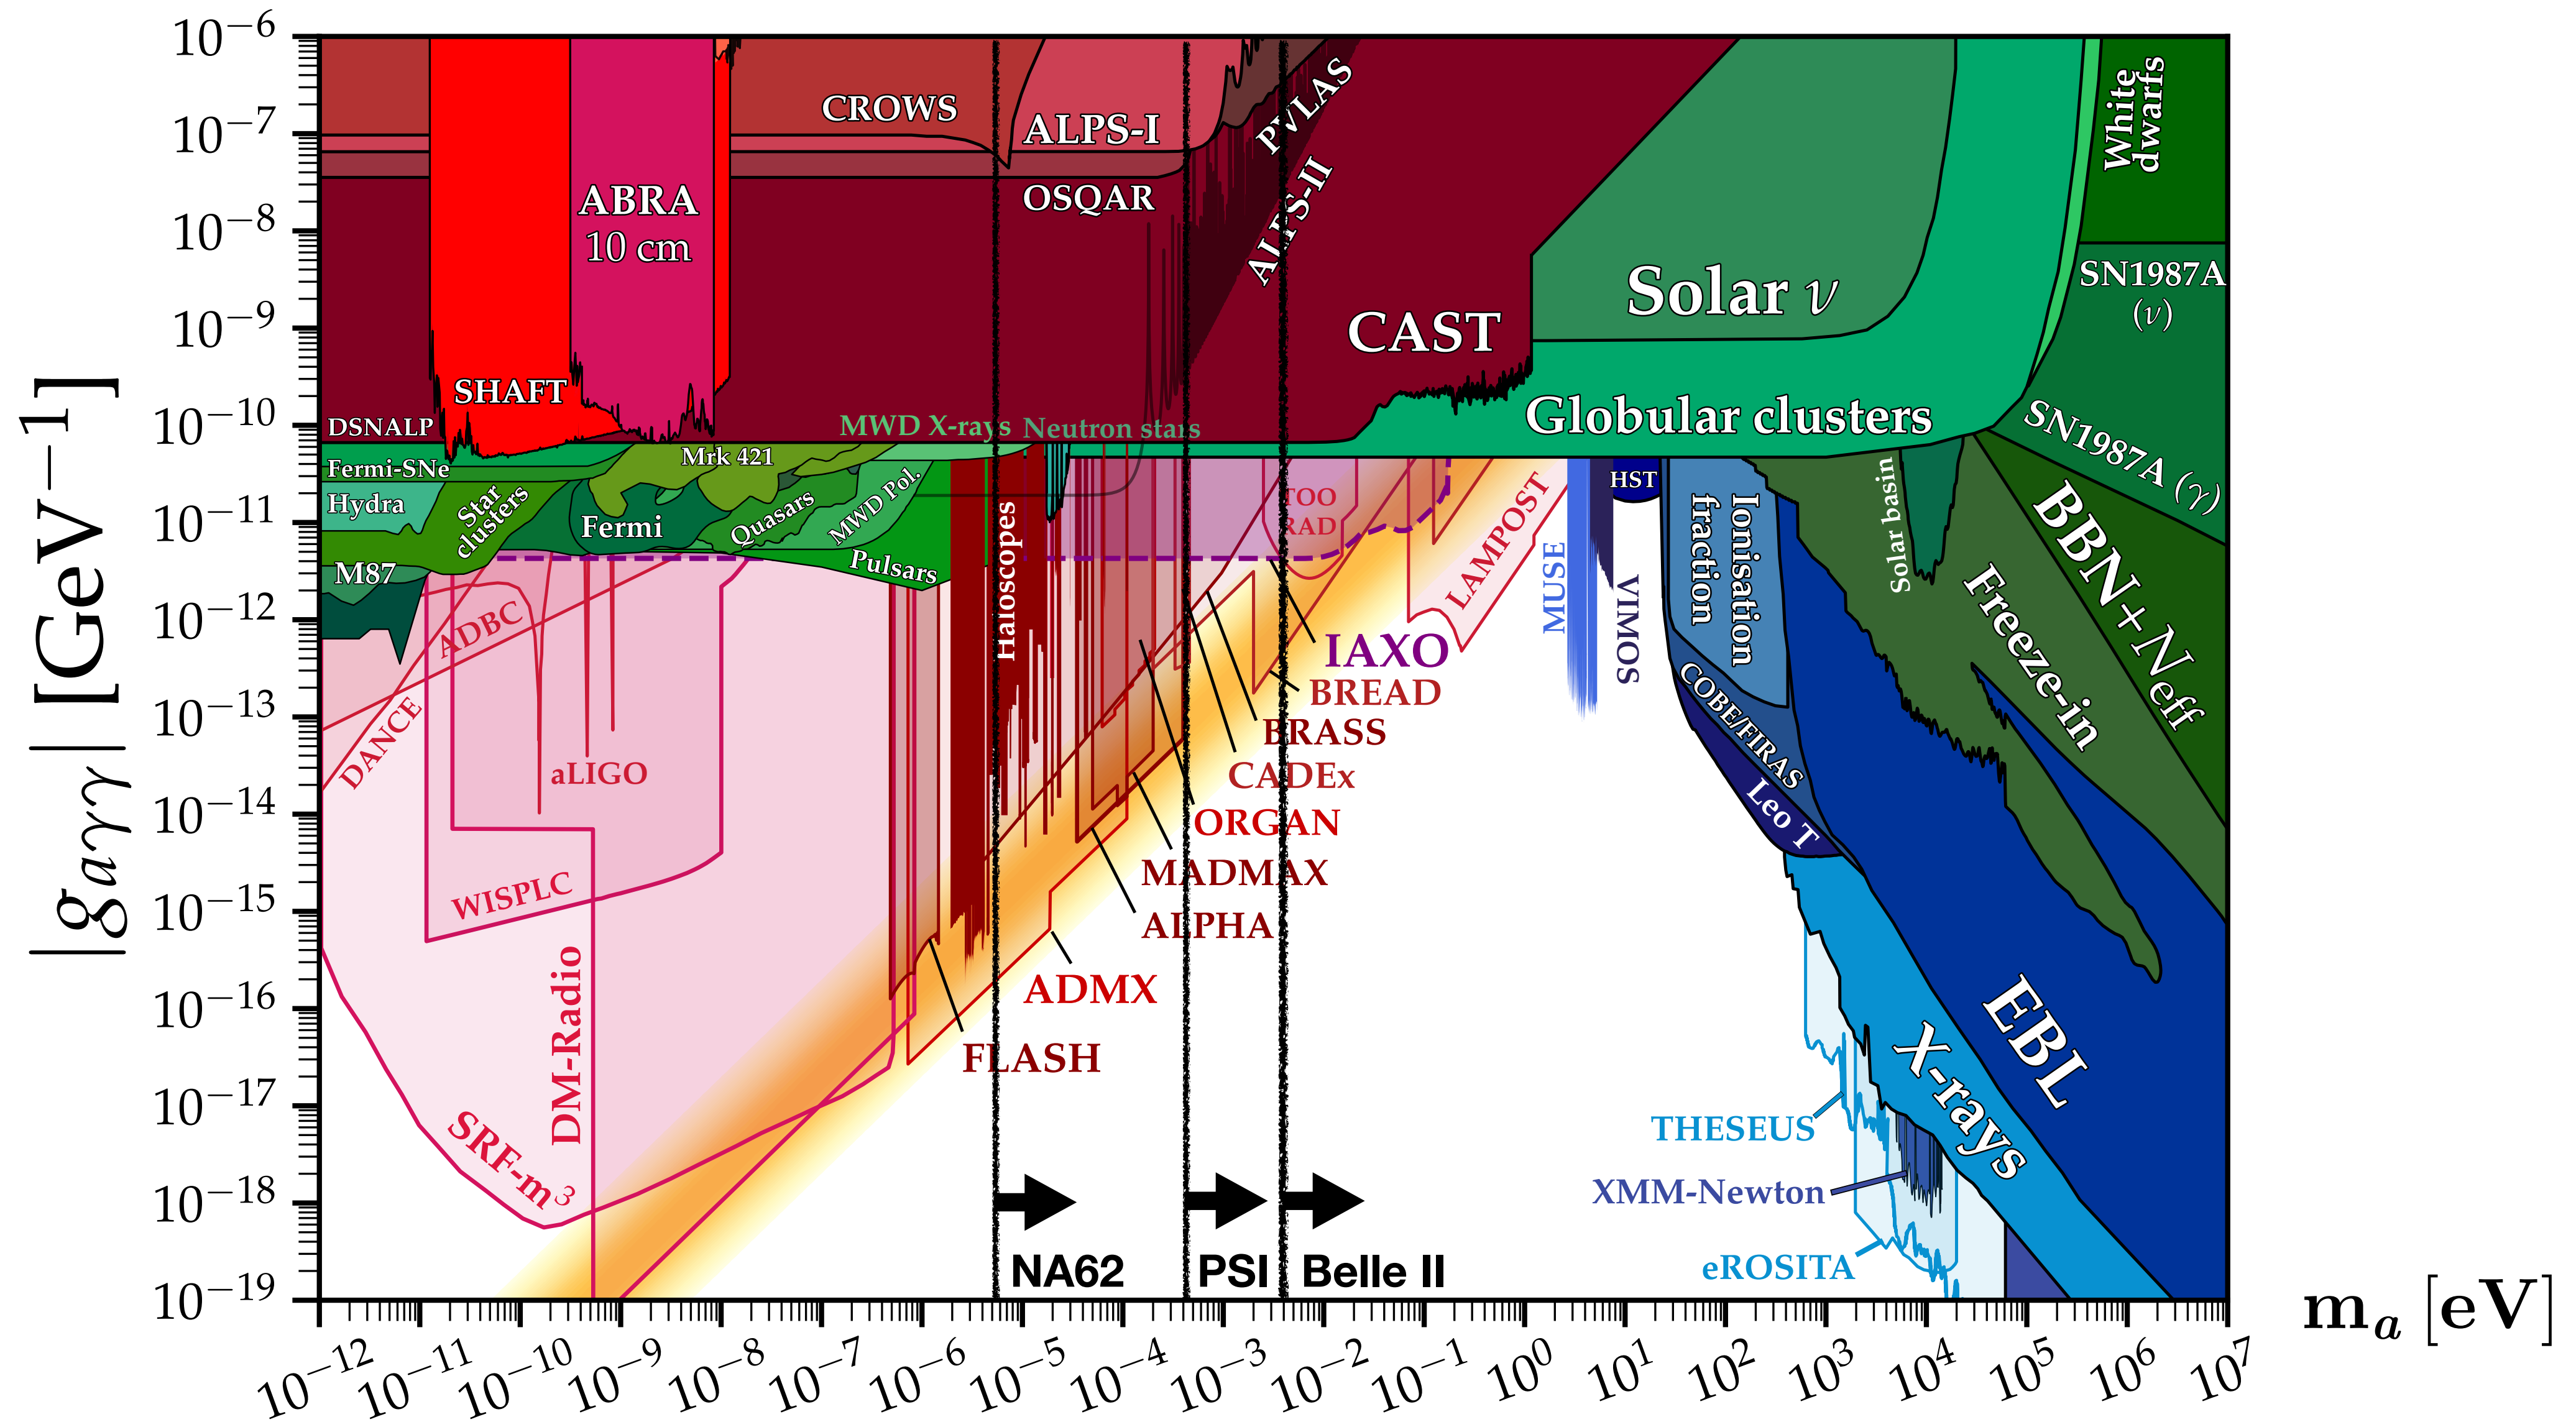 |g_{aγγ}| [GeV^{−1}]
10^{−6}
10^{−7}
10^{−8}
10^{−9}
10^{−10}
10^{−11}
10^{−12}
10^{−13}
10^{−14}
10^{−15}
10^{−16}
10^{−17}
10^{−18}
10^{−19}
CROWS
ALPS-I
OSQAR
PVLAS
ALPS-II
ABRA
10 cm
SHAFT
DSNALP
CAST
Solar ν
Globular clusters
White
dwarfs
SN1987A
(ν)
SN1987A (γ)
MWD X-rays
Neutron stars
Fermi-SNe
Hydra
M87
Star
clusters
Mrk 421
Fermi
Quasars
MWD Pol.
Pulsars
Haloscopes
TOO
RAD
LAMPOST
MUSE
VIMOS
HST
Ionisation
fraction
COBE/FIRAS
Leo T
Solar basin
Freeze-in
BBN+N_{eff}
EBL
X-rays
ADBC
DANCE
aLIGO
WISPLC
DM-Radio
SRF-m^{3}
IAXO
BREAD
BRASS
CADEx
ORGAN
MADMAX
ALPHA
ADMX
FLASH
THESEUS
XMM-Newton
eROSITA
NA62
PSI
Belle II
10^{−12}
10^{−11}
10^{−10}
10^{−9}
10^{−8}
10^{−7}
10^{−6}
10^{−5}
10^{−4}
10^{−3}
10^{−2}
10^{−1}
10^{0}
10^{1}
10^{2}
10^{3}
10^{4}
10^{5}
10^{6}
10^{7}
m_a [eV]